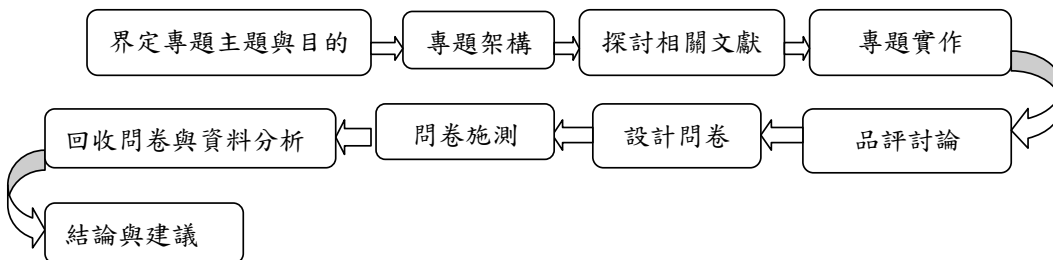 界定專題主題與目的
專題架構
探討相關文獻
專題實作
品評討論
設計問卷
問卷施測
回收問卷與資料分析
結論與建議